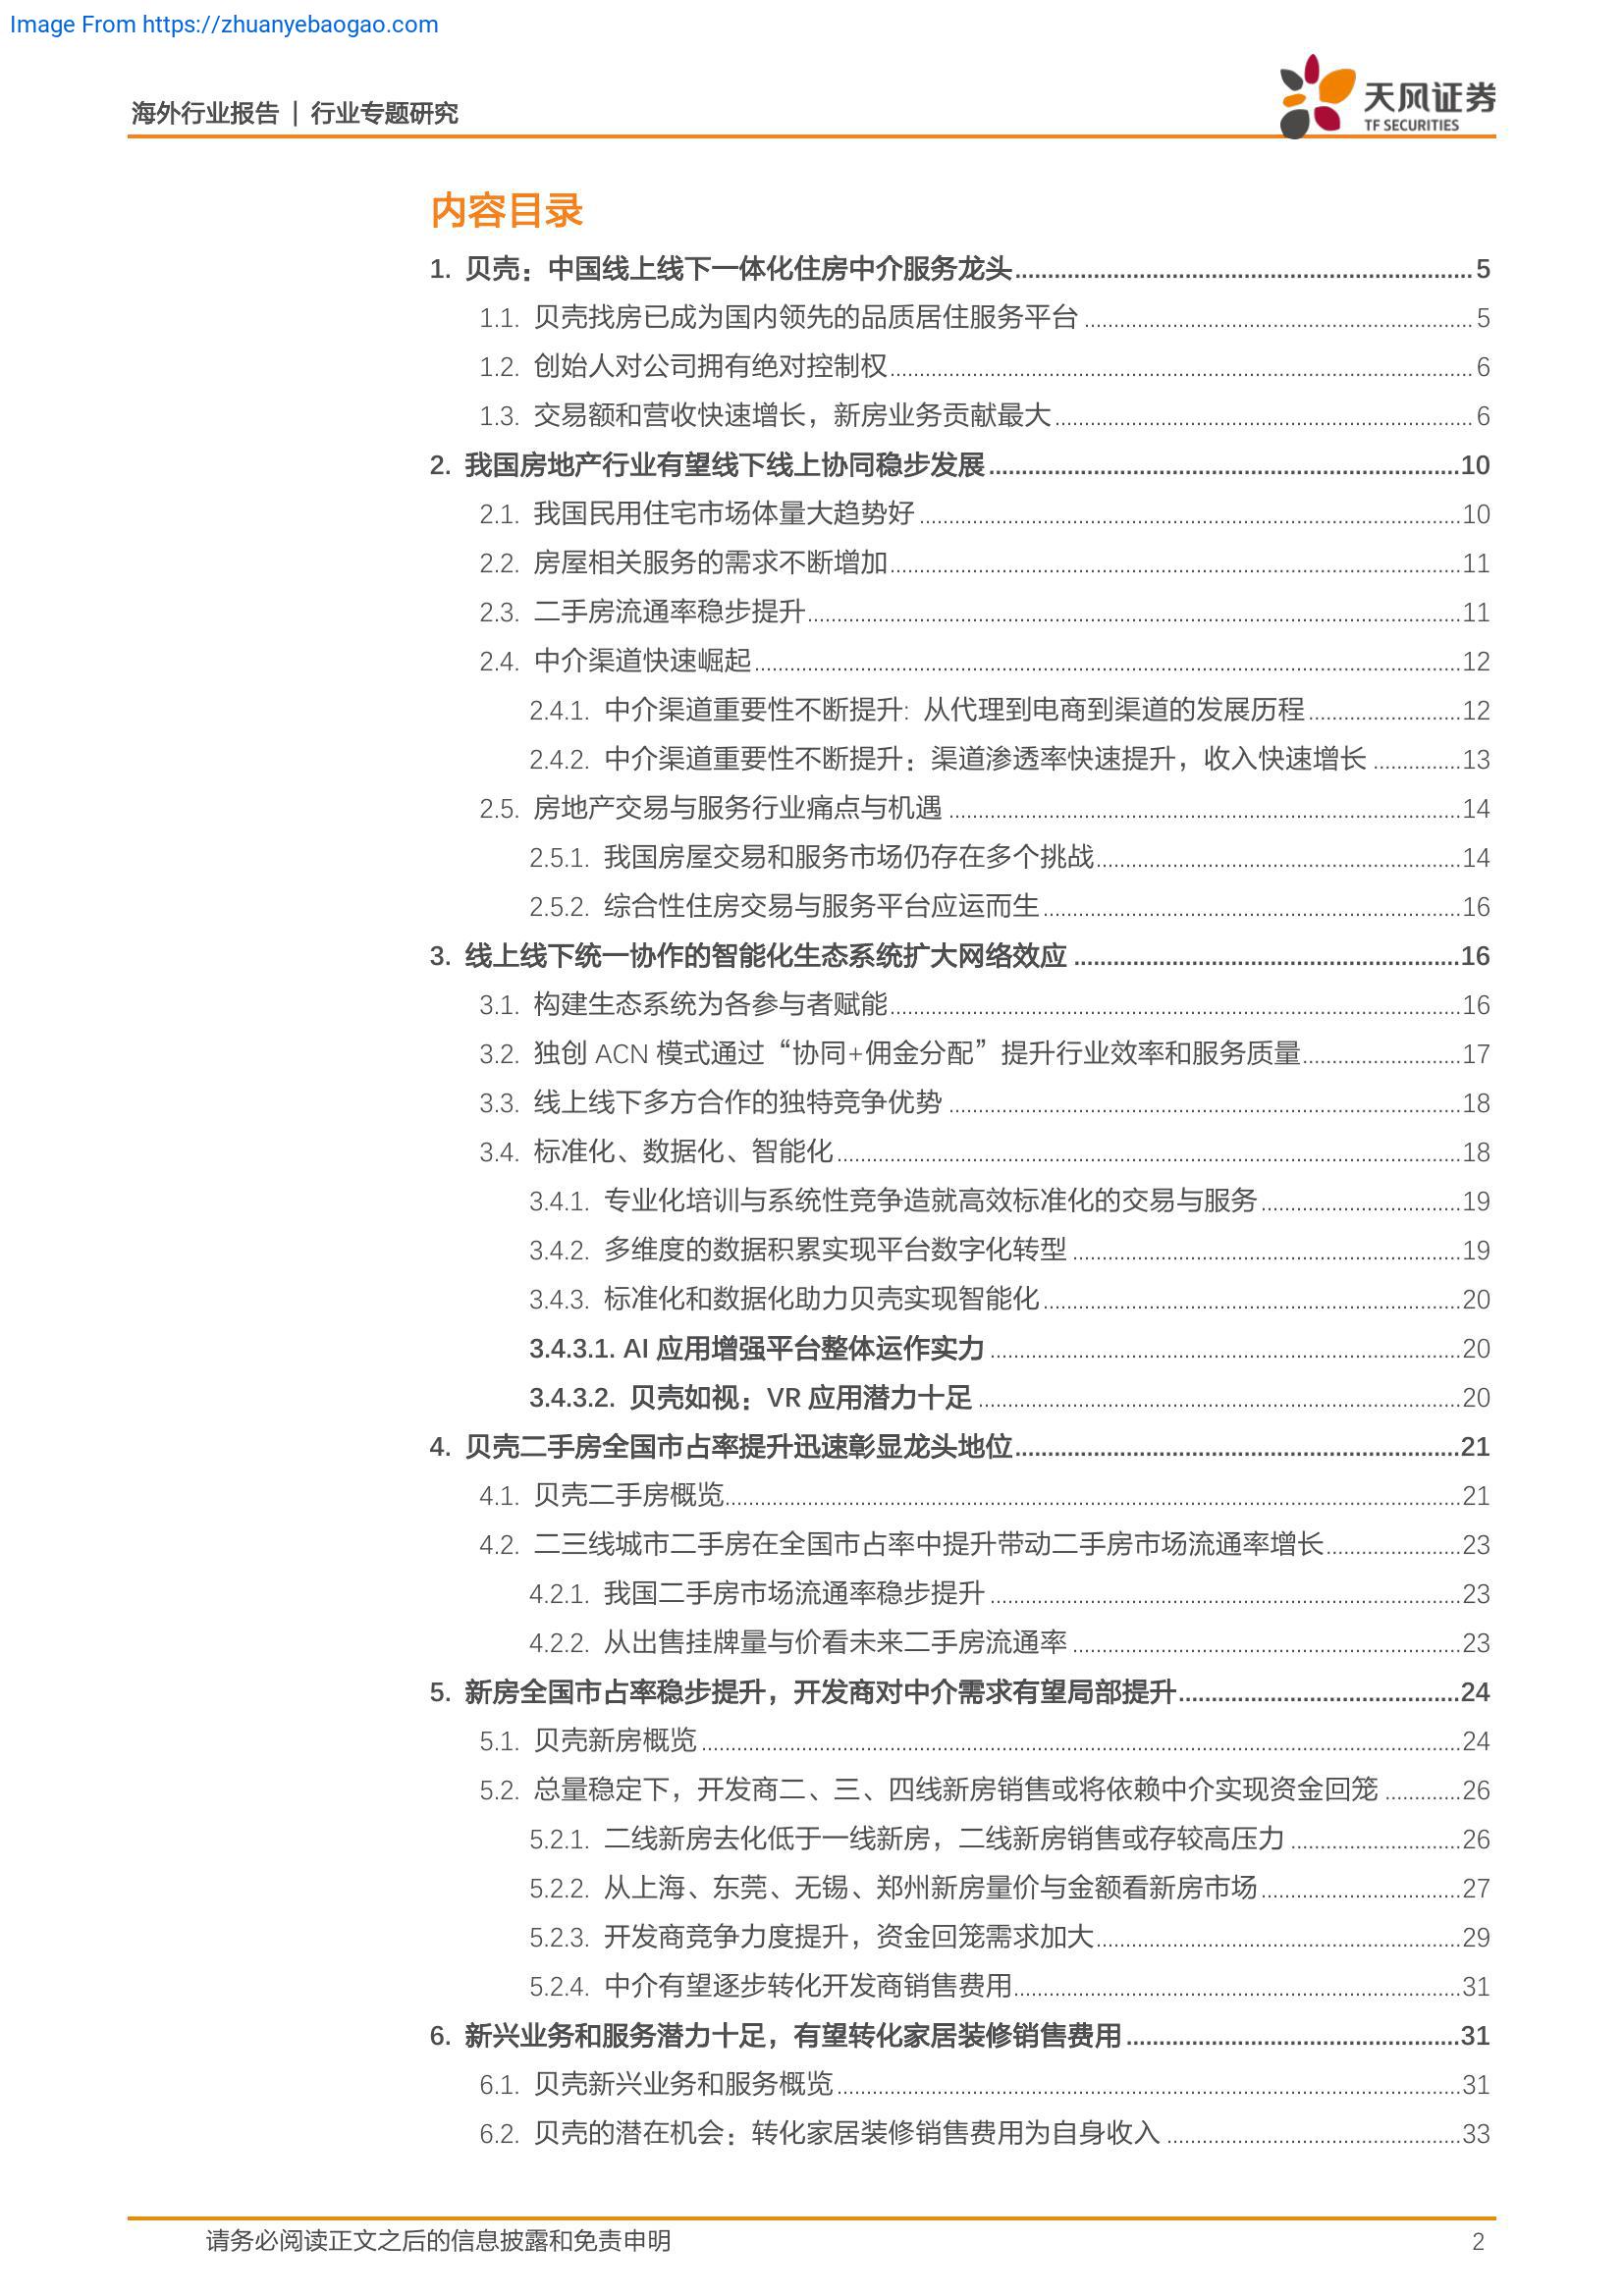 Image From https://zhuanyebaogao.com
海外行业报告 | 行业专题研究
天风证券
TF SECURITIES
内容目录
1. 贝壳：中国线上线下一体化住房中介服务龙头......5
1.1. 贝壳找房已成为国内领先的品质居住服务平台......5
1.2. 创始人对公司拥有绝对控制权......6
1.3. 交易额和营收快速增长，新房业务贡献最大......6
2. 我国房地产行业有望线下线上协同稳步发展......10
2.1. 我国民用住宅市场体量大趋势好......10
2.2. 房屋相关服务的需求不断增加......11
2.3. 二手房流通率稳步提升......11
2.4. 中介渠道快速崛起......12
2.4.1. 中介渠道重要性不断提升: 从代理到电商到渠道的发展历程......12
2.4.2. 中介渠道重要性不断提升：渠道渗透率快速提升，收入快速增长......13
2.5. 房地产交易与服务行业痛点与机遇......14
2.5.1. 我国房屋交易和服务市场仍存在多个挑战......14
2.5.2. 综合性住房交易与服务平台应运而生......16
3. 线上线下统一协作的智能化生态系统扩大网络效应......16
3.1. 构建生态系统为各参与者赋能......16
3.2. 独创 ACN 模式通过“协同+佣金分配”提升行业效率和服务质量......17
3.3. 线上线下多方合作的独特竞争优势......18
3.4. 标准化、数据化、智能化......18
3.4.1. 专业化培训与系统性竞争造就高效标准化的交易与服务......19
3.4.2. 多维度的数据积累实现平台数字化转型......19
3.4.3. 标准化和数据化助力贝壳实现智能化......20
3.4.3.1. AI 应用增强平台整体运作实力......20
3.4.3.2. 贝壳如视：VR 应用潜力十足......20
4. 贝壳二手房全国市占率提升迅速彰显龙头地位......21
4.1. 贝壳二手房概览......21
4.2. 二三线城市二手房在全国市占率中提升带动二手房市场流通率增长......23
4.2.1. 我国二手房市场流通率稳步提升......23
4.2.2. 从出售挂牌量与价看未来二手房流通率......23
5. 新房全国市占率稳步提升，开发商对中介需求有望局部提升......24
5.1. 贝壳新房概览......24
5.2. 总量稳定下，开发商二、三、四线新房销售或将依赖中介实现资金回笼......26
5.2.1. 二线新房去化低于一线新房，二线新房销售或存较高压力......26
5.2.2. 从上海、东莞、无锡、郑州新房量价与金额看新房市场......27
5.2.3. 开发商竞争力度提升，资金回笼需求加大......29
5.2.4. 中介有望逐步转化开发商销售费用......31
6. 新兴业务和服务潜力十足，有望转化家居装修销售费用......31
6.1. 贝壳新兴业务和服务概览......31
6.2. 贝壳的潜在机会：转化家居装修销售费用为自身收入......33
请务必阅读正文之后的信息披露和免责申明 2